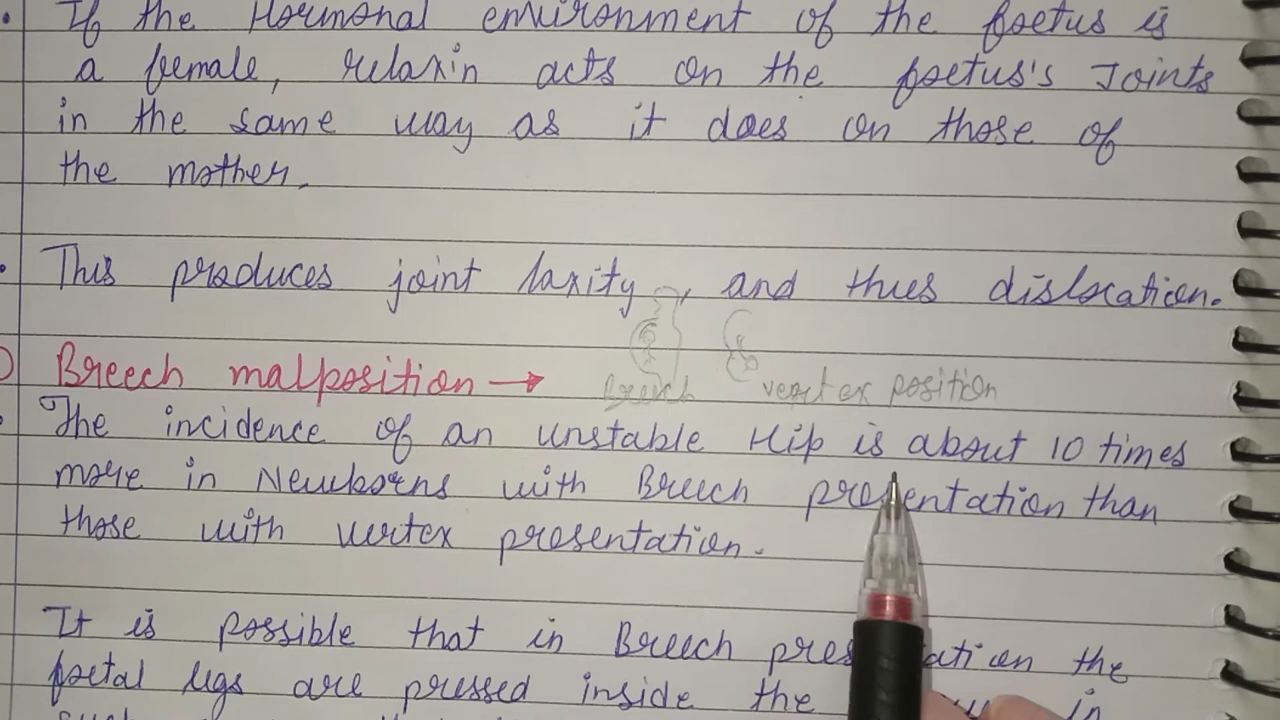 If the Hormonal environment of the foetus is
a female, relaxin acts on the foetus's Joints
in the same way as it does on those of
the mother.
This produces joint laxity, and thus dislocation.
Breech malposition →
Breech vertex position
The incidence of an unstable Hip is about 10 times
more in Newborns with Breech presentation than
those with vertex presentation.
It is possible that in Breech the
foetal legs are pressed inside the in